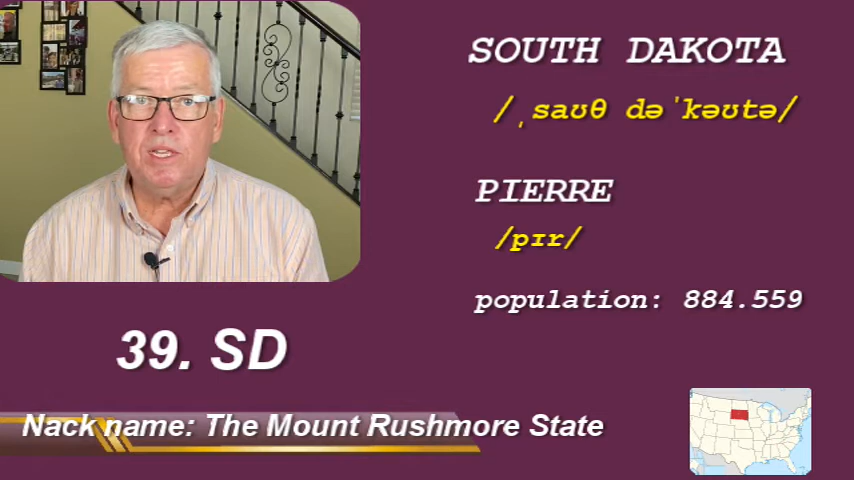 SOUTH DAKOTA
/ˌsaʊθ dəˈkəʊtə/
PIERRE
/pɪr/
population: 884.559
39. SD
Nack name: The Mount Rushmore State